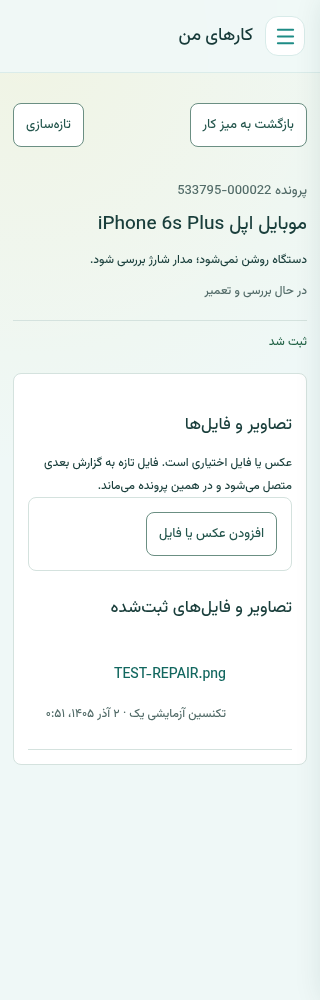 کارهای من
بازگشت به میز کار
تازه‌سازی
پرونده 533795-000022
موبایل اپل iPhone 6s Plus
دستگاه روشن نمی‌شود؛ مدار شارژ بررسی شود.
در حال بررسی و تعمیر
ثبت شد
تصاویر و فایل‌ها
عکس یا فایل اختیاری است. فایل تازه به گزارش بعدی
متصل می‌شود و در همین پرونده می‌ماند.
افزودن عکس یا فایل
تصاویر و فایل‌های ثبت‌شده
TEST-REPAIR.png
تکنسین آزمایشی یک · ۲ آذر ۱۴۰۵، ۰:۵۱